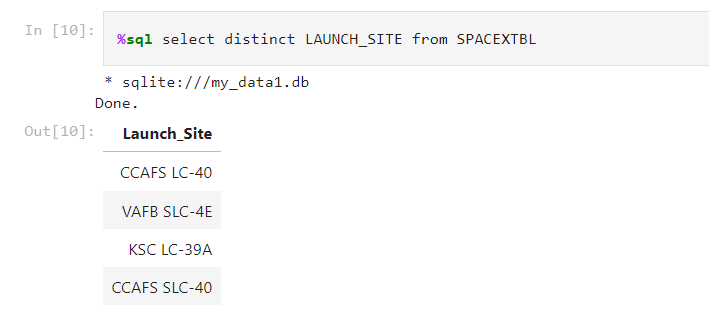 In [10]: %sql select distinct LAUNCH_SITE from SPACEXTBL
* sqlite:///my_data1.db
Done.
Out[10]: Launch_Site
CCAFS LC-40
VAFB SLC-4E
KSC LC-39A
CCAFS SLC-40